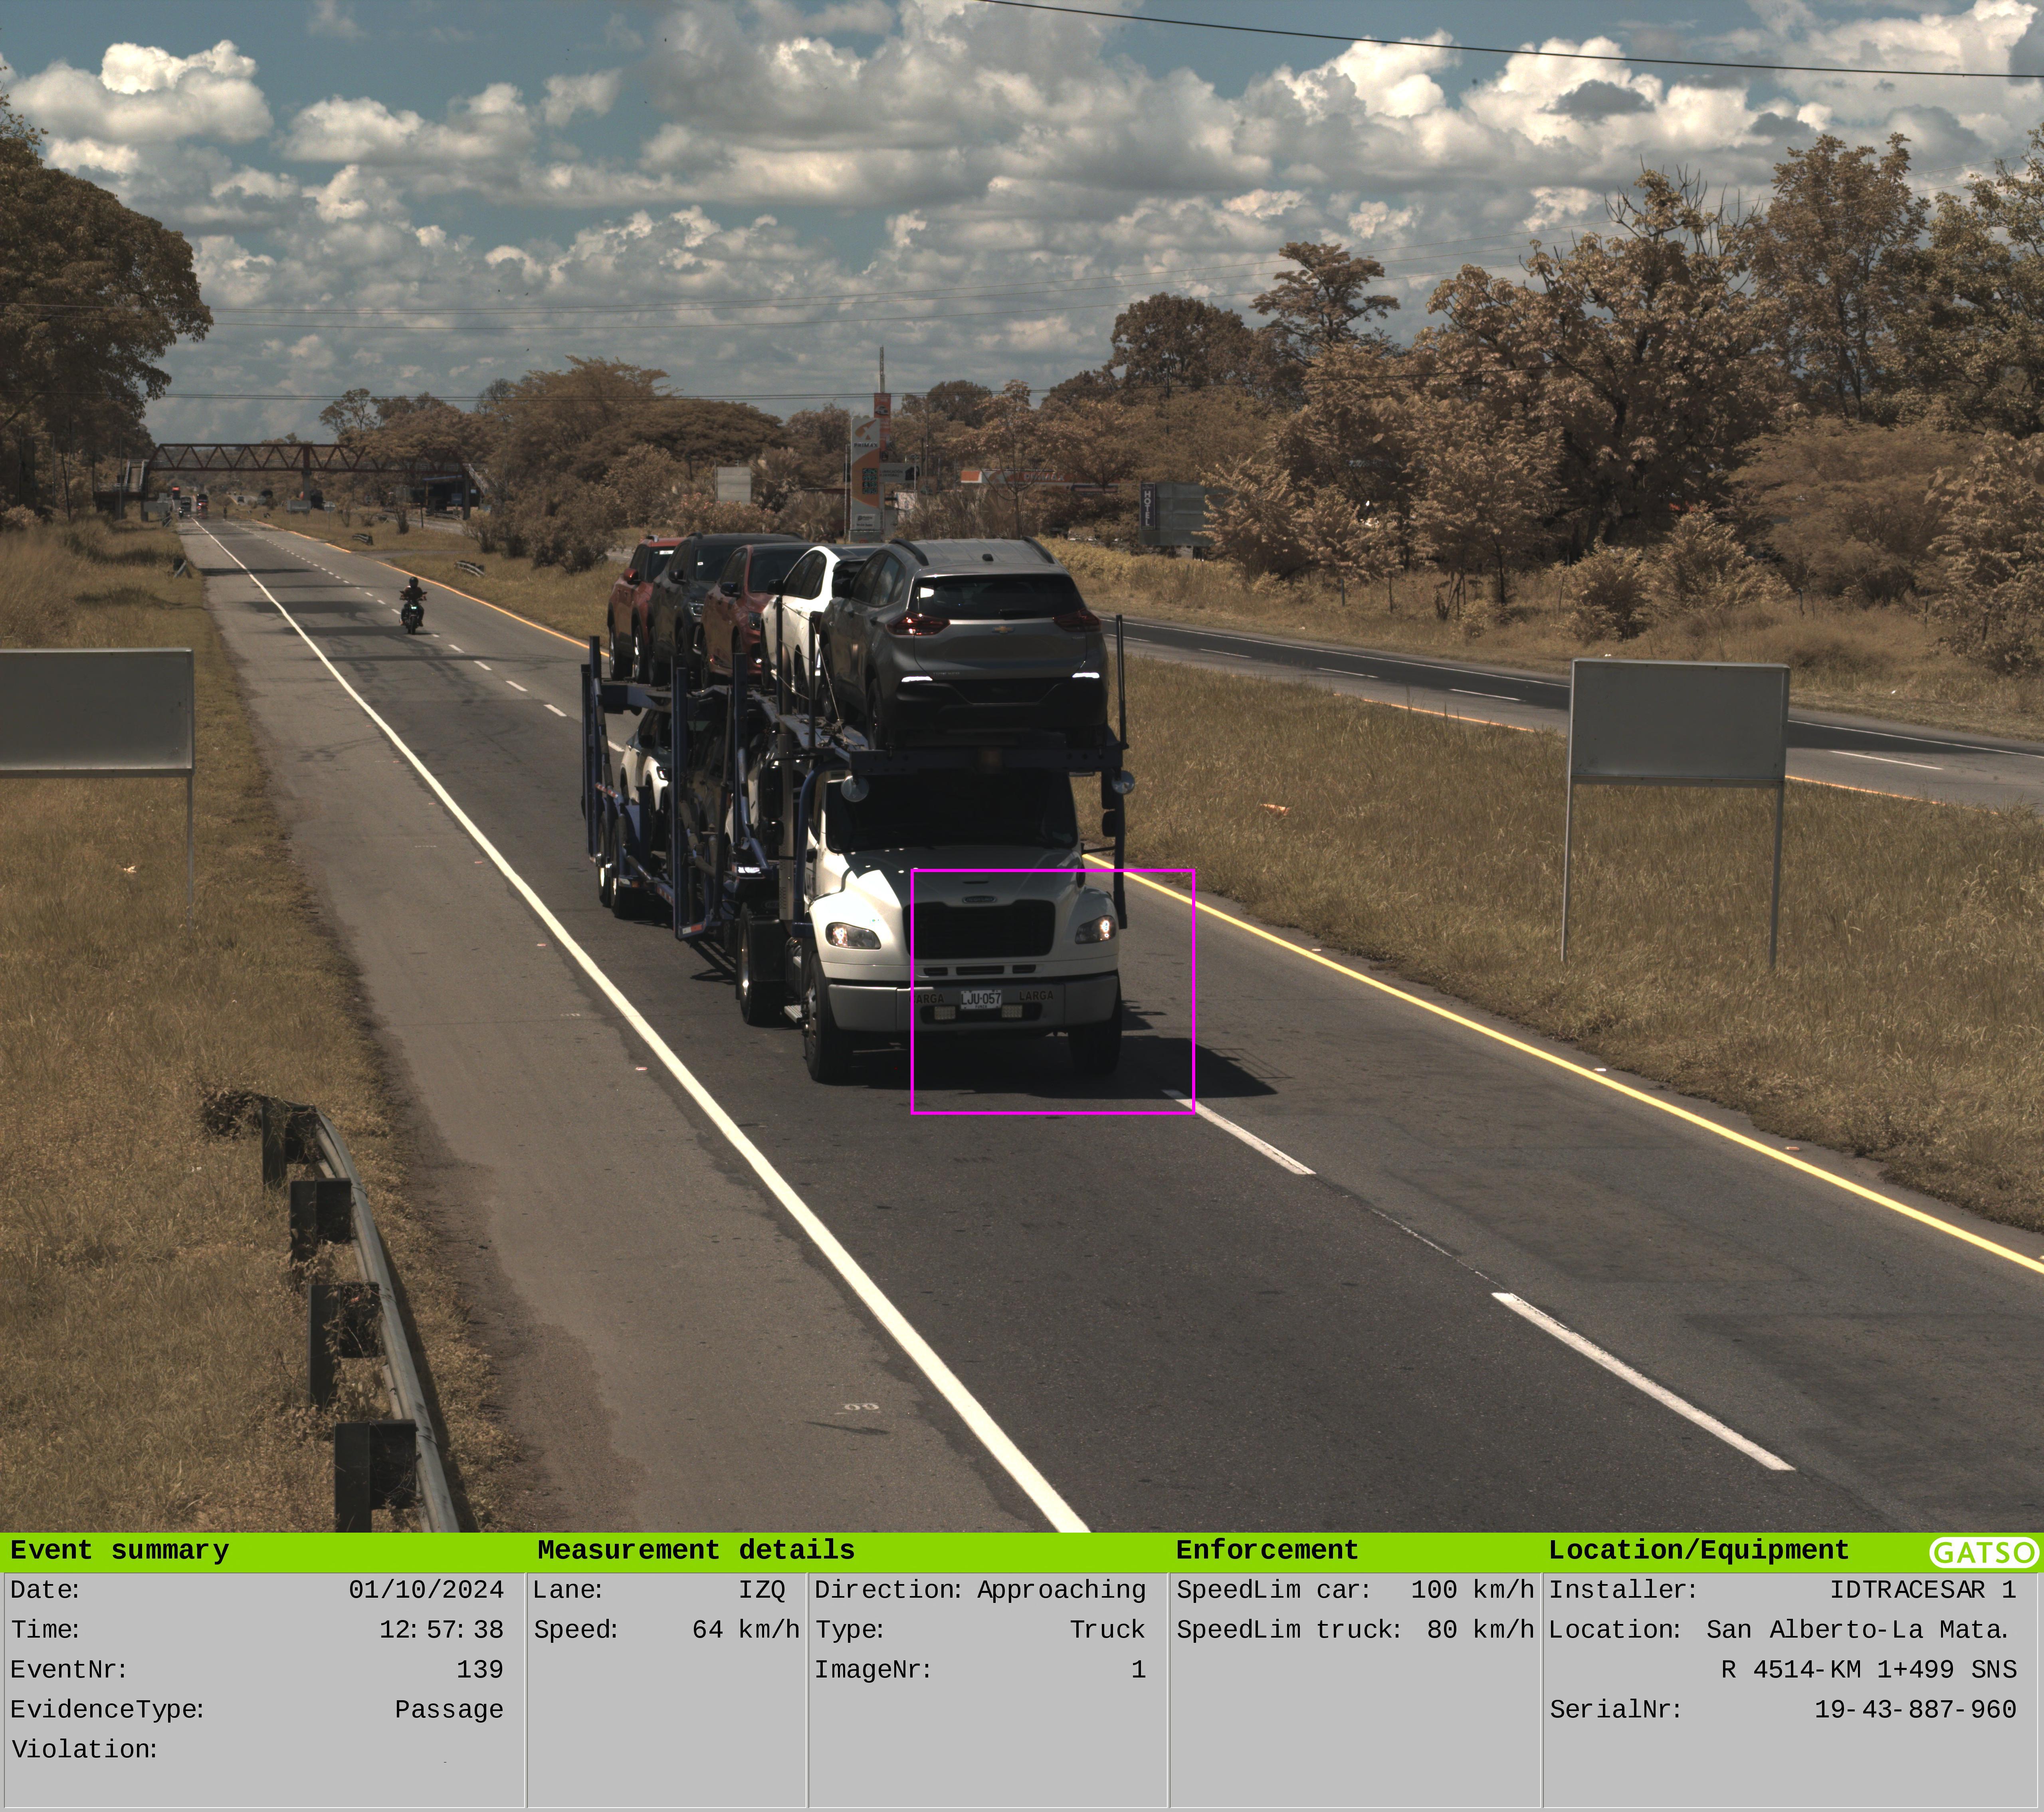 HOTEL
ARGA LJU·057 LARGA
Event summary
Date: 01/10/2024
Time: 12:57:38
EventNr: 139
EvidenceType: Passage
Violation:
Measurement details
Lane: IZQ
Speed: 64 km/h
Direction: Approaching
Type: Truck
ImageNr: 1
Enforcement
SpeedLim car: 100 km/h
SpeedLim truck: 80 km/h
Location/Equipment
GATSO
Installer: IDTRACESAR 1
Location: San Alberto-La Mata.
R 4514-KM 1+499 SNS
SerialNr: 19-43-887-960